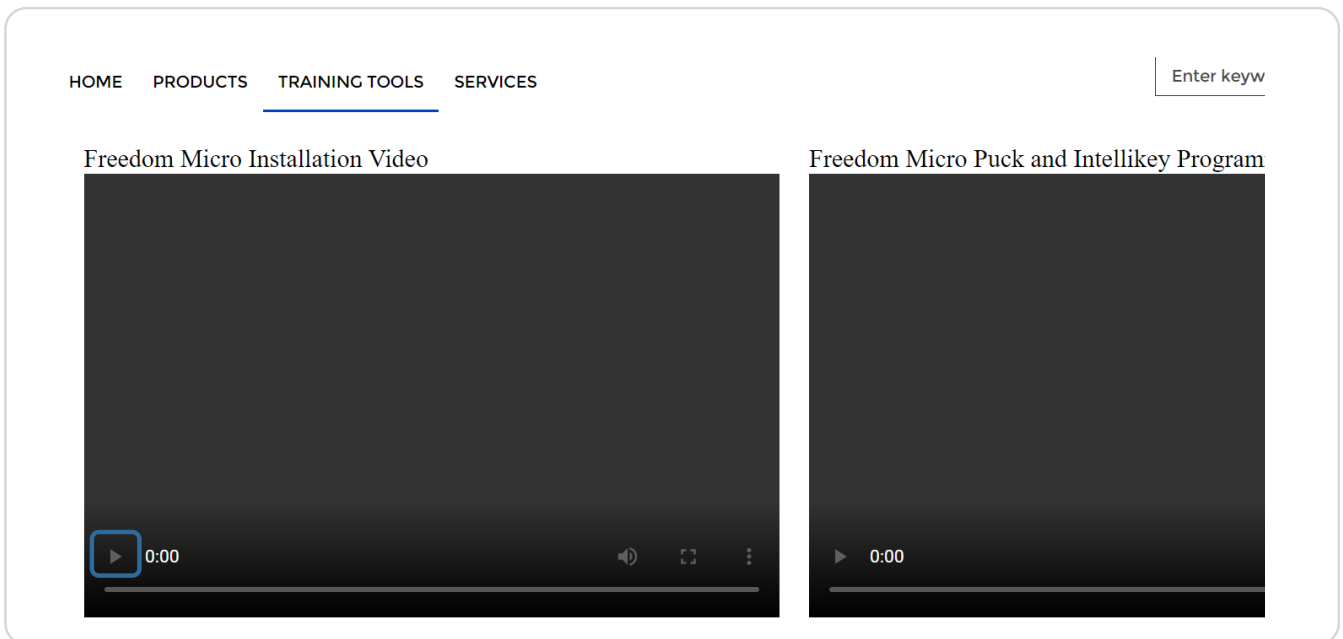 HOME PRODUCTS TRAINING TOOLS SERVICES Enter keyw
Freedom Micro Installation Video
Freedom Micro Puck and Intellikey Program
0:00
0:00